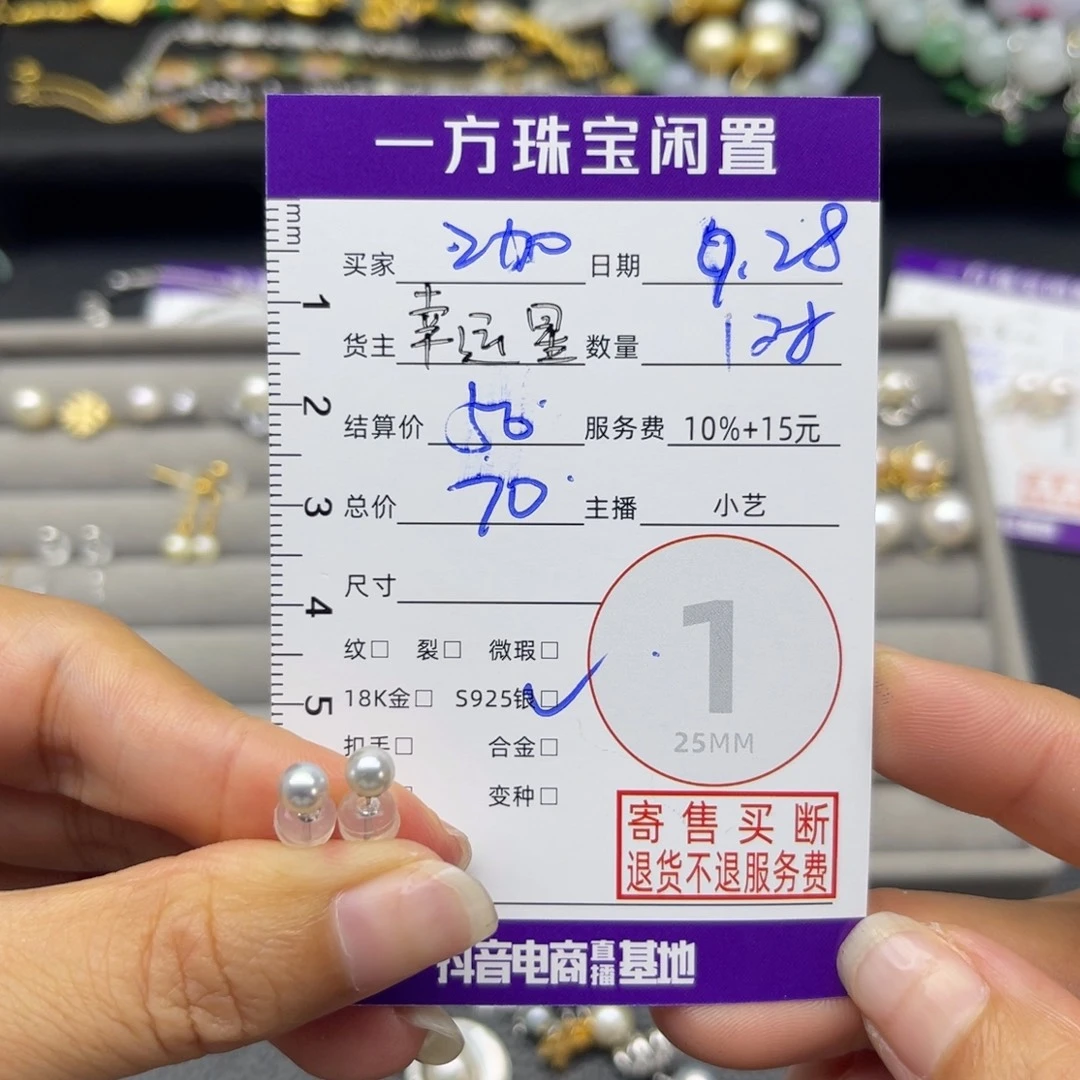 一方珠宝闲置
mm
买家 200 日期 9.28
1
货主 幸运星 数量 1对
2
结算价 50 服务费 10%+15元
3
总价 70 主播 小艺
尺寸
4
纹□ 裂□ 微瑕□
18K金□ S925银□
5
扣手□ 合金□
变种□
1
25MM
寄售买断
退货不退服务费
抖音电商直播基地